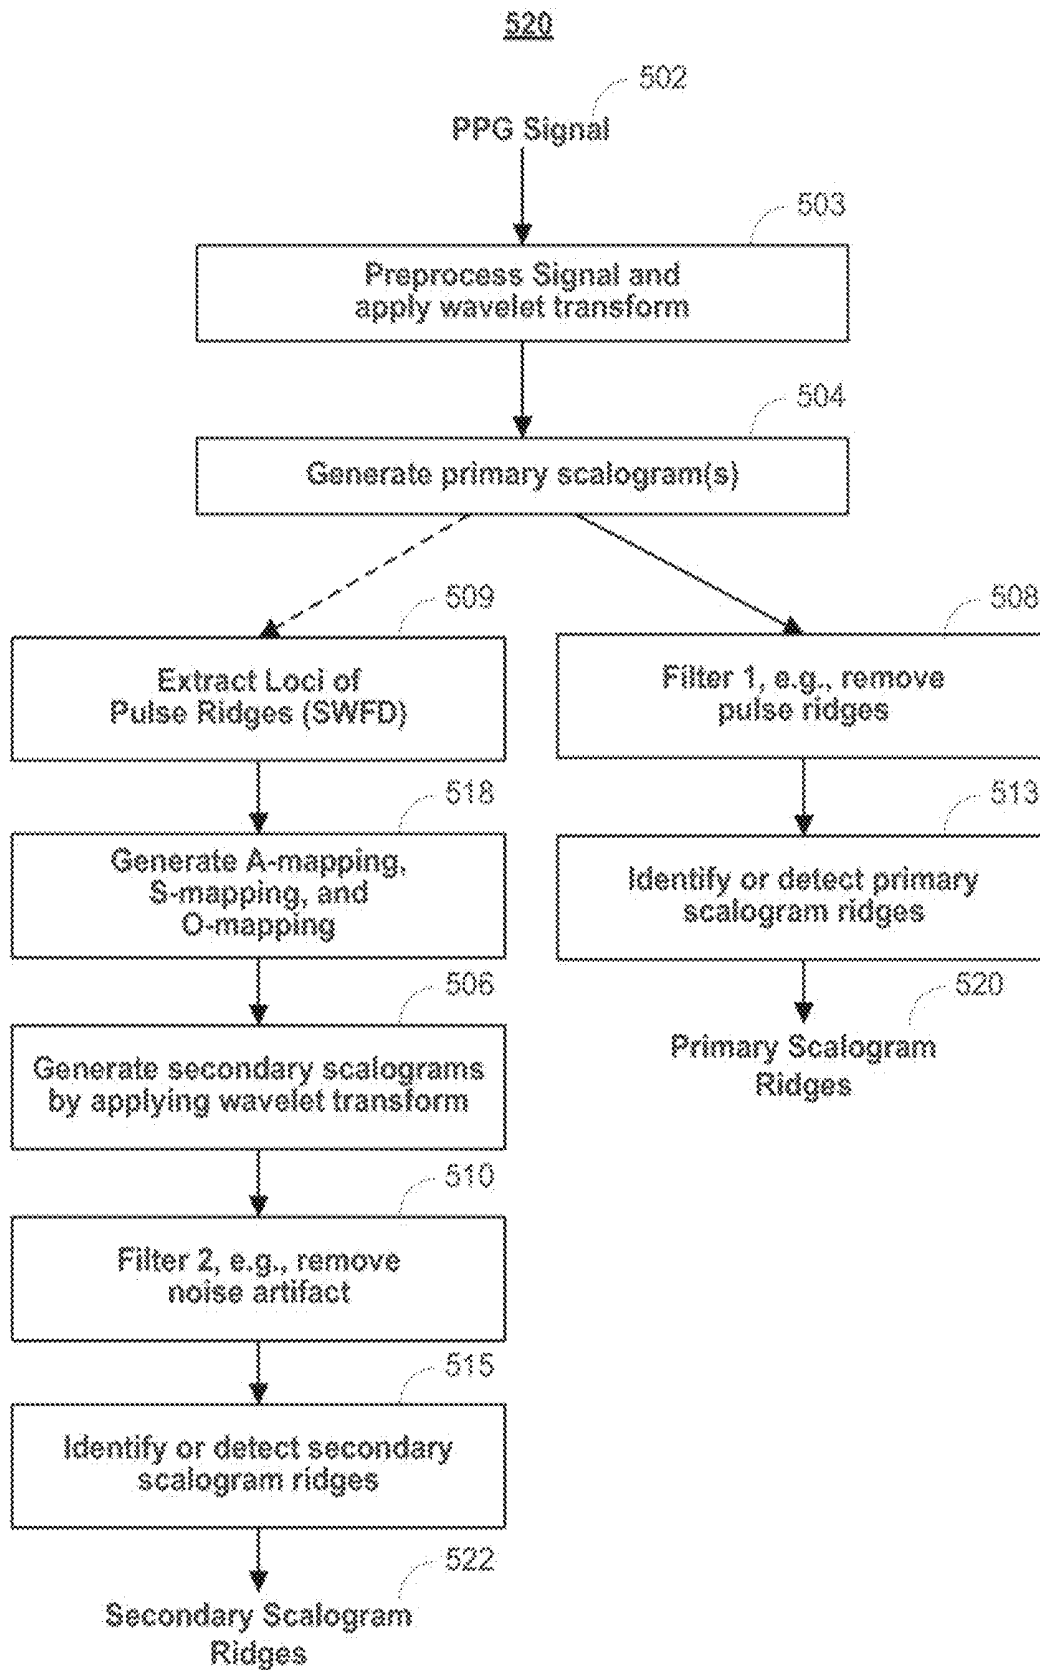 520
502
PPG Signal
503
Preprocess Signal and
apply wavelet transform
504
Generate primary scalogram(s)
509
Extract Loci of
Pulse Ridges (SWFD)
518
Generate A-mapping,
S-mapping, and
O-mapping
506
Generate secondary scalograms
by applying wavelet transform
510
Filter 2, e.g., remove
noise artifact
515
Identify or detect secondary
scalogram ridges
522
Secondary Scalogram
Ridges
508
Filter 1, e.g., remove
pulse ridges
513
Identify or detect primary
scalogram ridges
520
Primary Scalogram
Ridges